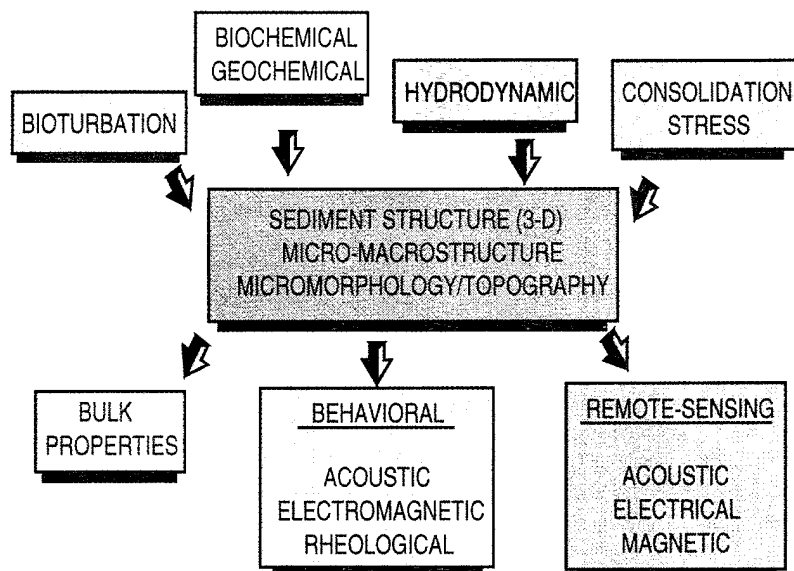 BIOCHEMICAL
GEOCHEMICAL
HYDRODYNAMIC
CONSOLIDATION
STRESS
BIOTURBATION
SEDIMENT STRUCTURE (3-D)
MICRO-MACROSTRUCTURE
MICROMORPHOLOGY/TOPOGRAPHY
BULK
PROPERTIES
BEHAVIORAL
ACOUSTIC
ELECTROMAGNETIC
RHEOLOGICAL
REMOTE-SENSING
ACOUSTIC
ELECTRICAL
MAGNETIC